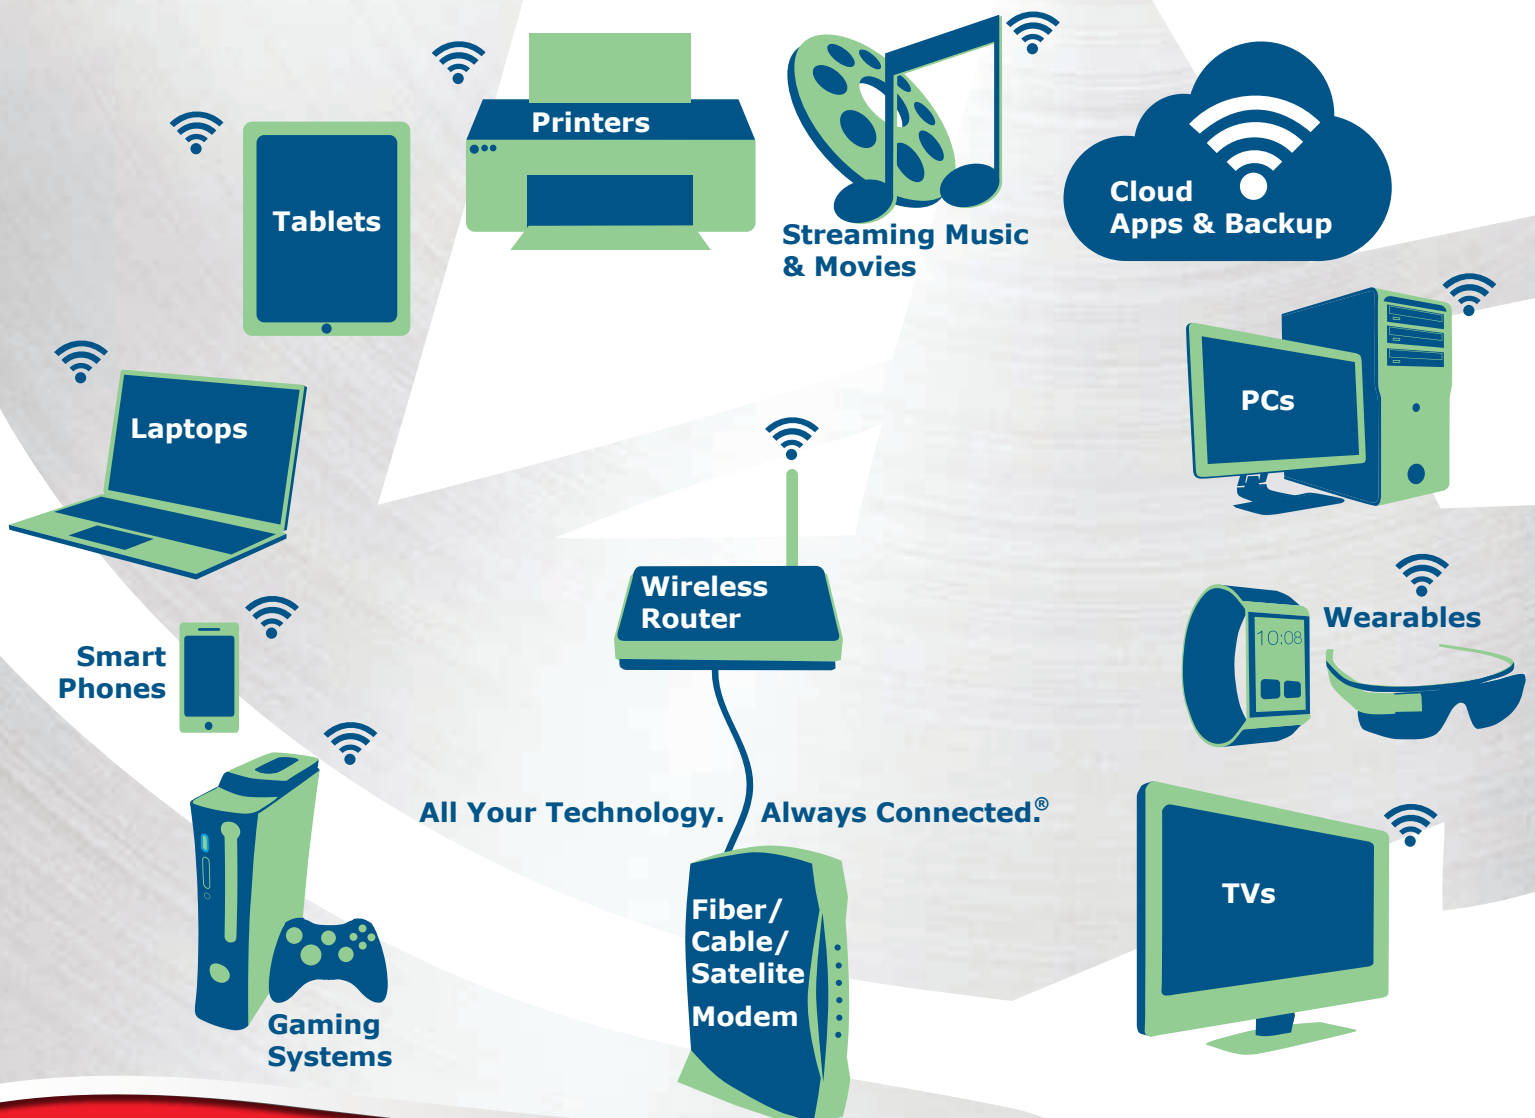 Printers
Tablets
Streaming Music
& Movies
Cloud
Apps & Backup
Laptops
PCs
Wireless
Router
10:08
Wearables
Smart
Phones
All Your Technology. Always Connected.®
Fiber/
Cable/
Satelite
Modem
TVs
Gaming
Systems